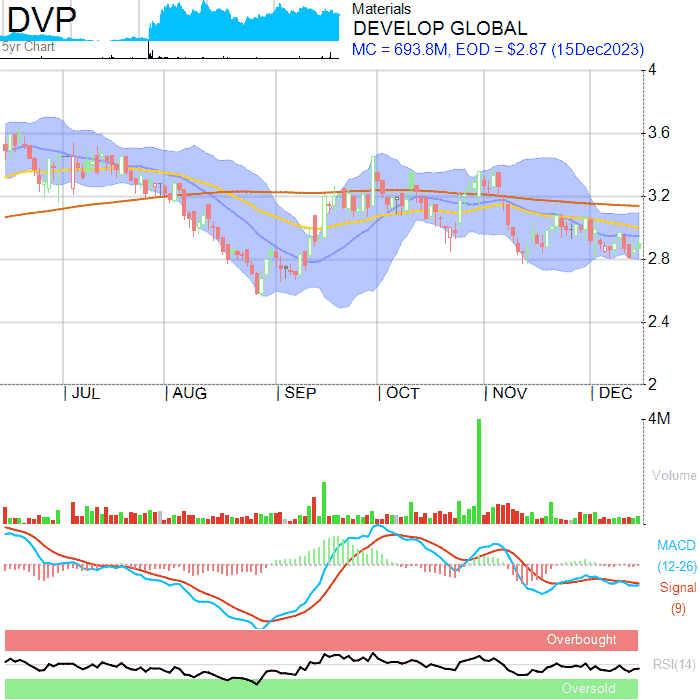 DVP
5yr Chart
Materials
DEVELOP GLOBAL
MC = 693.8M, EOD = $2.87 (15Dec2023)
4
3.6
3.2
2.8
2.4
2
| JUL | AUG | SEP | OCT | NOV | DEC
4M
Volume
MACD
(12-26)
Signal
(9)
Overbought
RSI(14)
Oversold